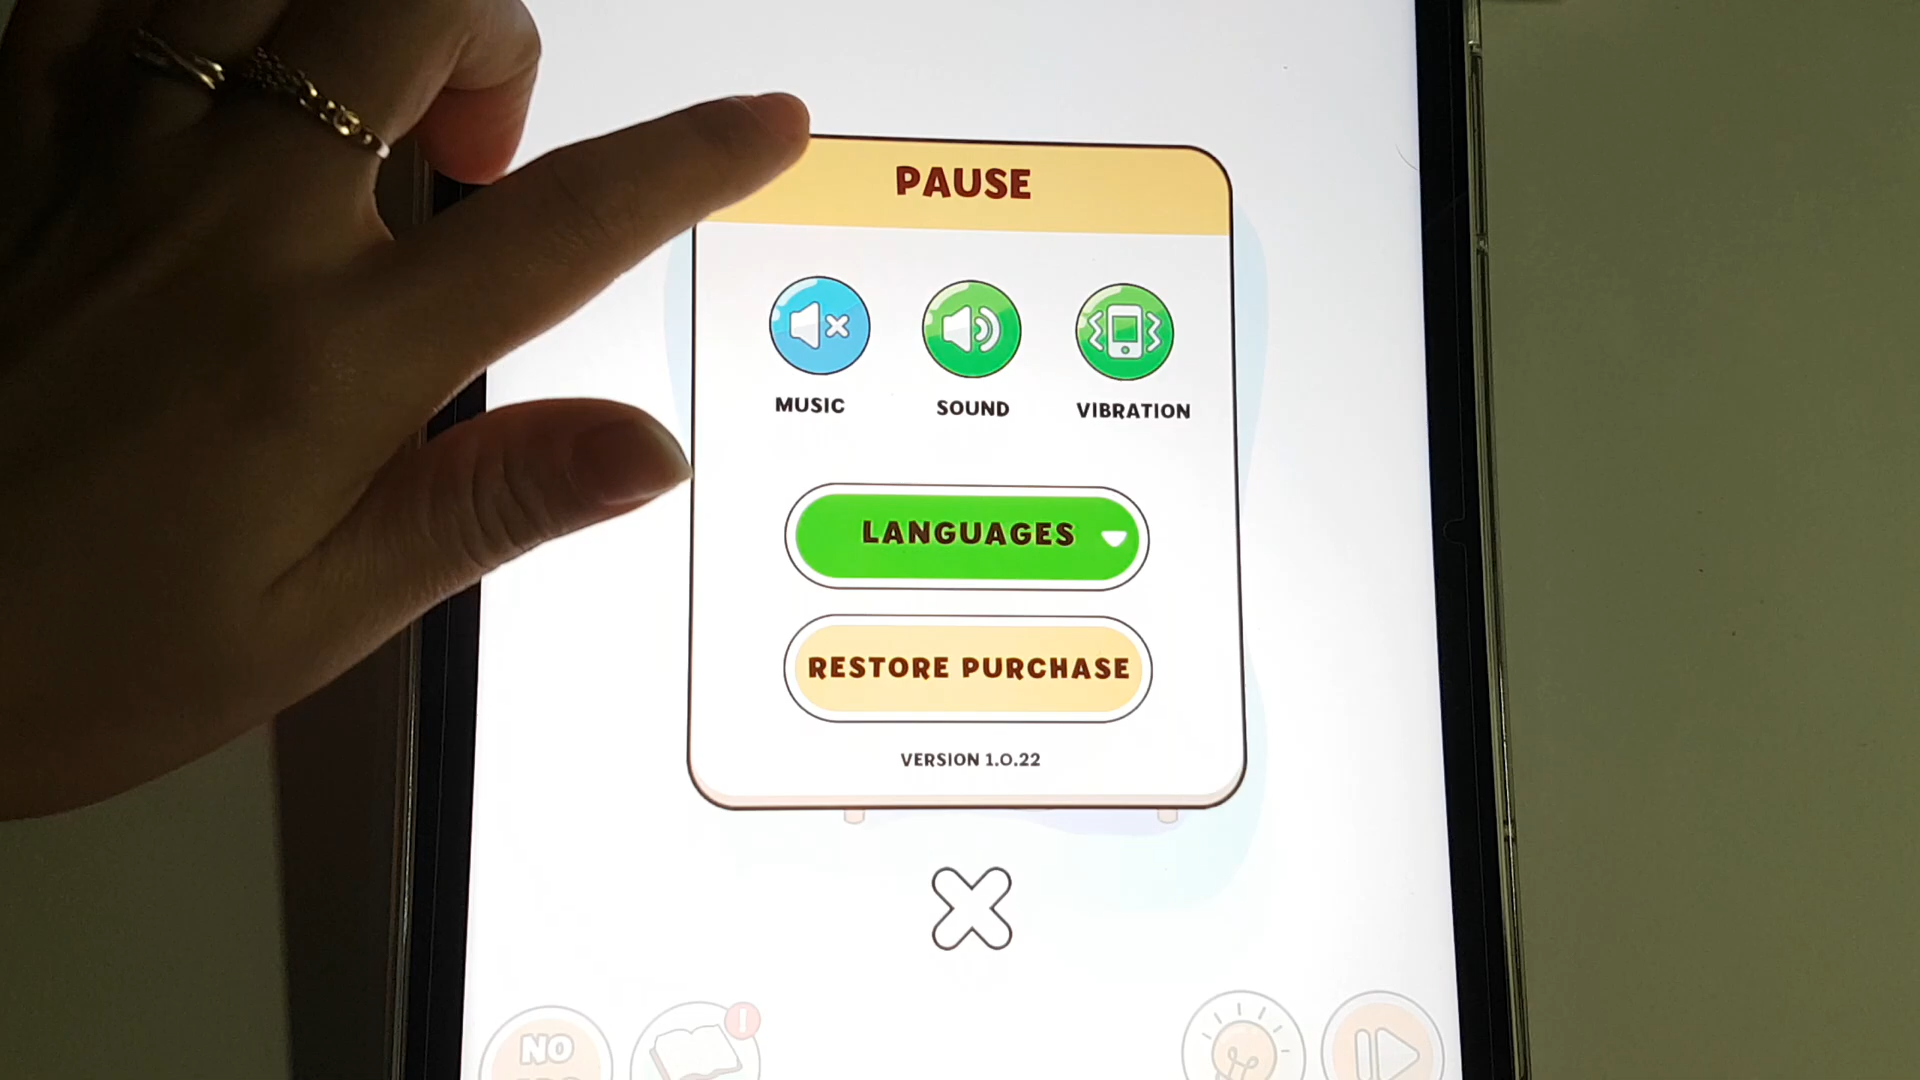 PAUSE
MUSIC SOUND VIBRATION
LANGUAGES
RESTORE PURCHASE
VERSION 1.0.22
NO